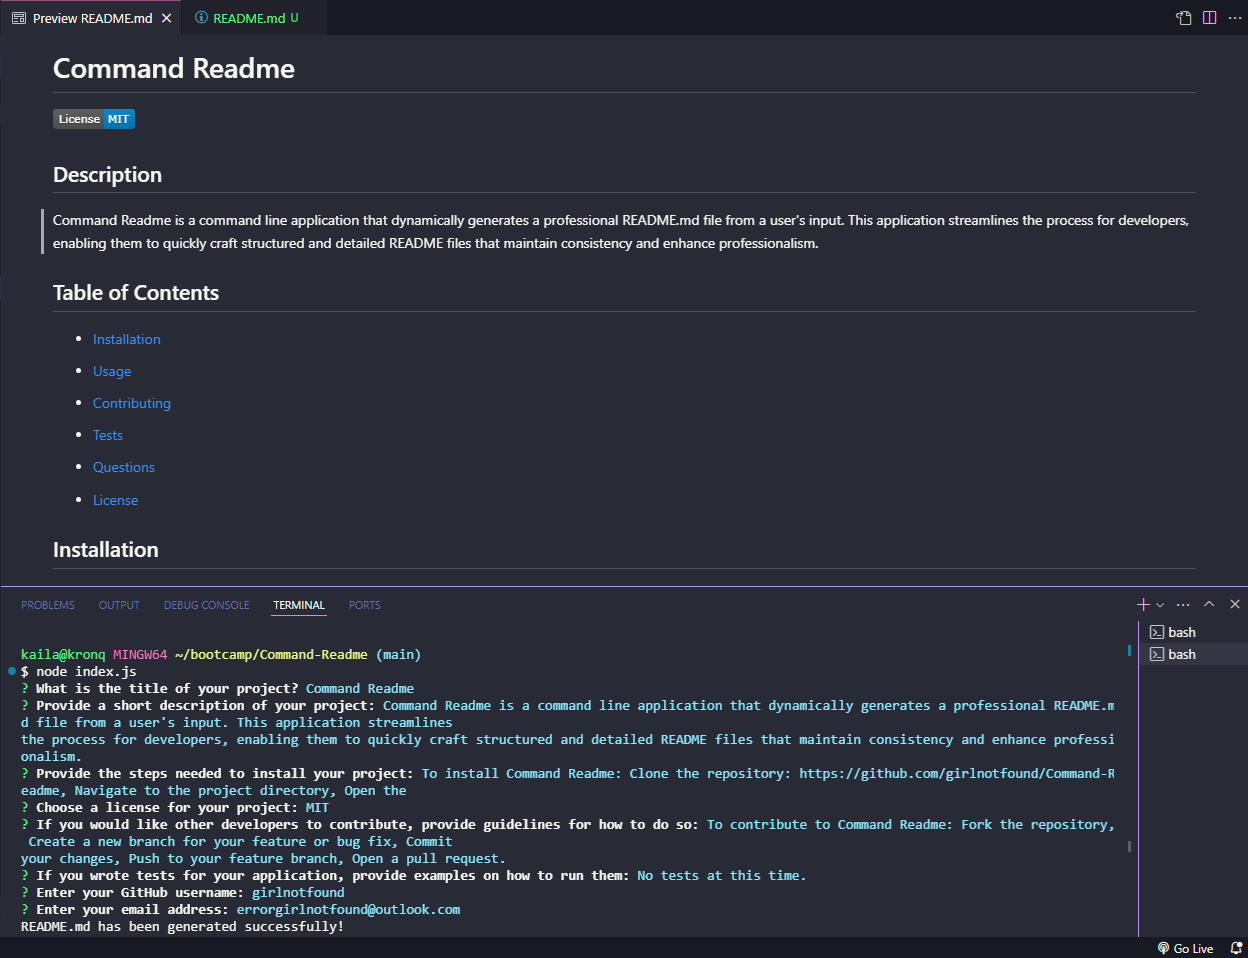 Preview README.md
README.md U
Command Readme
License MIT
Description
Command Readme is a command line application that dynamically generates a professional README.md file from a user's input. This application streamlines the process for developers,
enabling them to quickly craft structured and detailed README files that maintain consistency and enhance professionalism.
Table of Contents
Installation
Usage
Contributing
Tests
Questions
License
Installation
PROBLEMS OUTPUT DEBUG CONSOLE TERMINAL PORTS
bash
bash
kaila@kronq MINGW64 ~/bootcamp/Command-Readme (main)
$ node index.js
? What is the title of your project? Command Readme
? Provide a short description of your project: Command Readme is a command line application that dynamically generates a professional README.m
d file from a user's input. This application streamlines
the process for developers, enabling them to quickly craft structured and detailed README files that maintain consistency and enhance professi
onalism.
? Provide the steps needed to install your project: To install Command Readme: Clone the repository: https://github.com/girlnotfound/Command-R
eadme, Navigate to the project directory, Open the
? Choose a license for your project: MIT
? If you would like other developers to contribute, provide guidelines for how to do so: To contribute to Command Readme: Fork the repository,
Create a new branch for your feature or bug fix, Commit
your changes, Push to your feature branch, Open a pull request.
? If you wrote tests for your application, provide examples on how to run them: No tests at this time.
? Enter your GitHub username: girlnotfound
? Enter your email address: errorgirlnotfound@outlook.com
README.md has been generated successfully!
Go Live